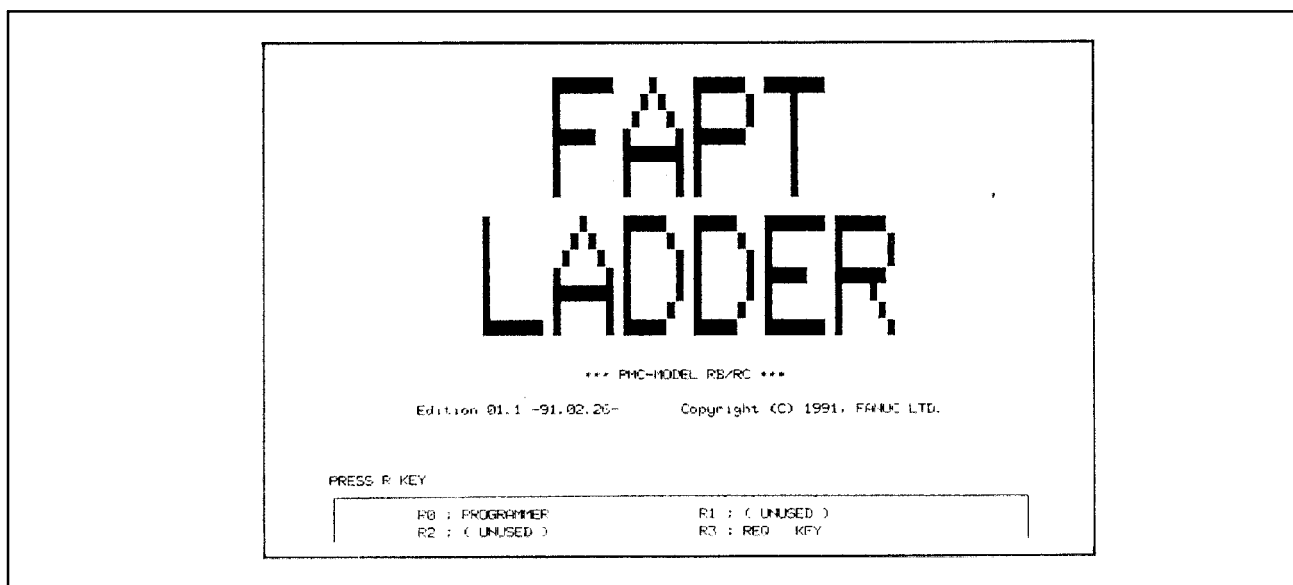 FAPT
LADDER
*** PMC-MODEL RB/RC ***
Edition 01.1 -91.02.26- Copyright (C) 1991, FANUC LTD.
PRESS R KEY
R0 : PROGRAMMER R1 : ( UNUSED )
R2 : ( UNUSED ) R3 : REQ KEY